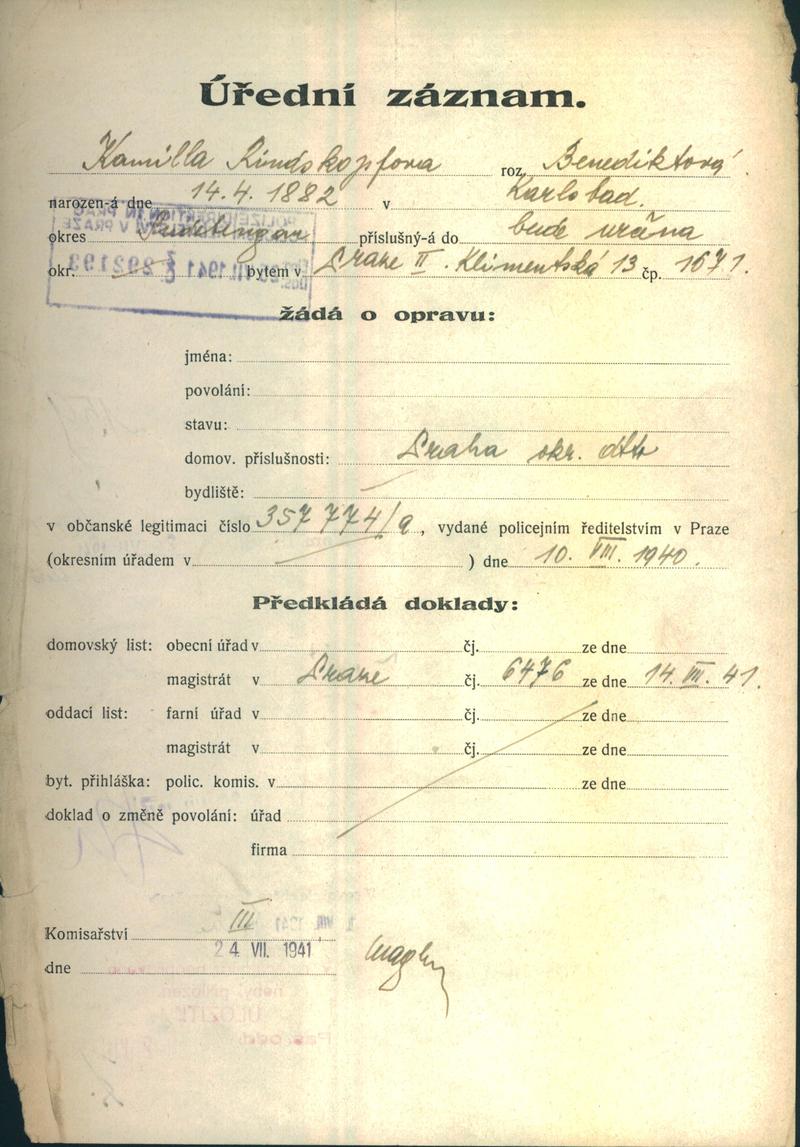 Úřední záznam.
Kamilla Rindskopfova roz. Benediktová
narozen-á dne 14.4.1882 v Karlsbad.
okres příslušný-á do bude určena
okr. bytem v Praze II. Klimentská 13 čp. 1671.
žádá o opravu:
jména:
povolání:
stavu:
domov. příslušnosti: Praha okr. dtto
bydliště:
v občanské legitimaci číslo 357 774/9, vydané policejním ředitelstvím v Praze
(okresním úřadem v ) dne 10. VIII. 1940.
Předkládá doklady:
domovský list: obecní úřad v čj. ze dne
magistrát v Praze čj. 6476 ze dne 14. III. 41.
oddací list: farní úřad v čj. ze dne
magistrát v čj. ze dne
byt. přihláška: polic. komis. v ze dne
doklad o změně povolání: úřad
firma
Komisařství III
24 VII. 1941
dne